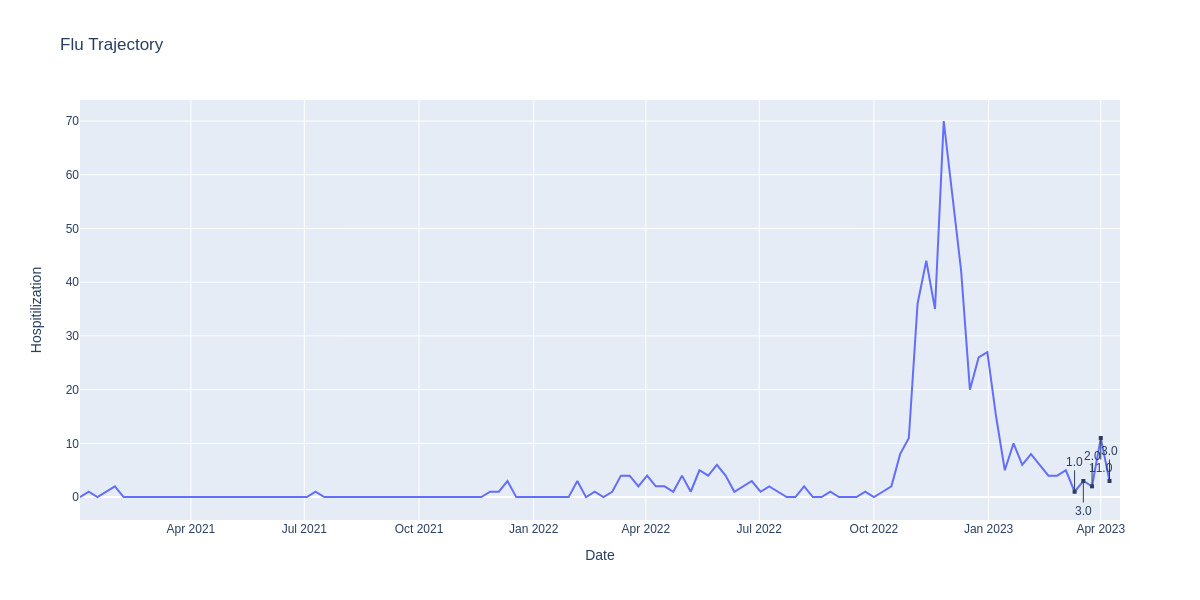 Flu Trajectory
Hospitilization
70
60
50
40
30
20
10
0
1.0
3.0
2.0
11.0
3.0
Apr 2021
Jul 2021
Oct 2021
Jan 2022
Apr 2022
Jul 2022
Oct 2022
Jan 2023
Apr 2023
Date